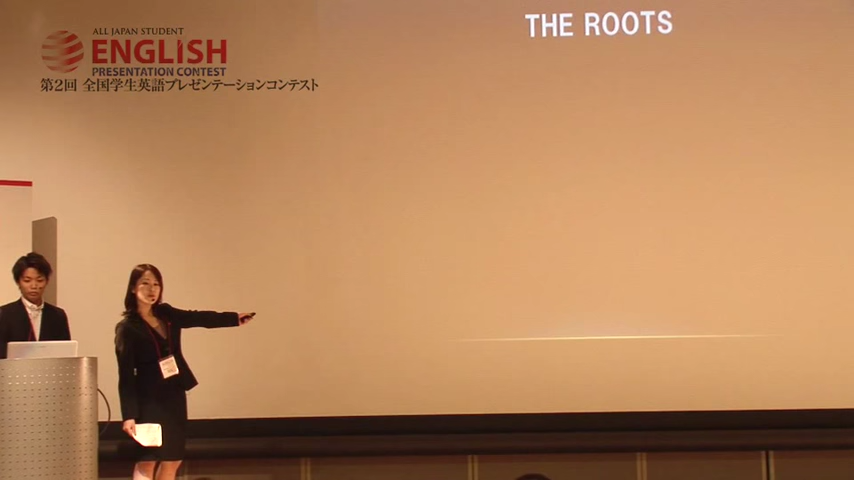 ALL JAPAN STUDENT
ENGLISH
PRESENTATION CONTEST
第2回 全国学生英語プレゼンテーションコンテスト
THE ROOTS